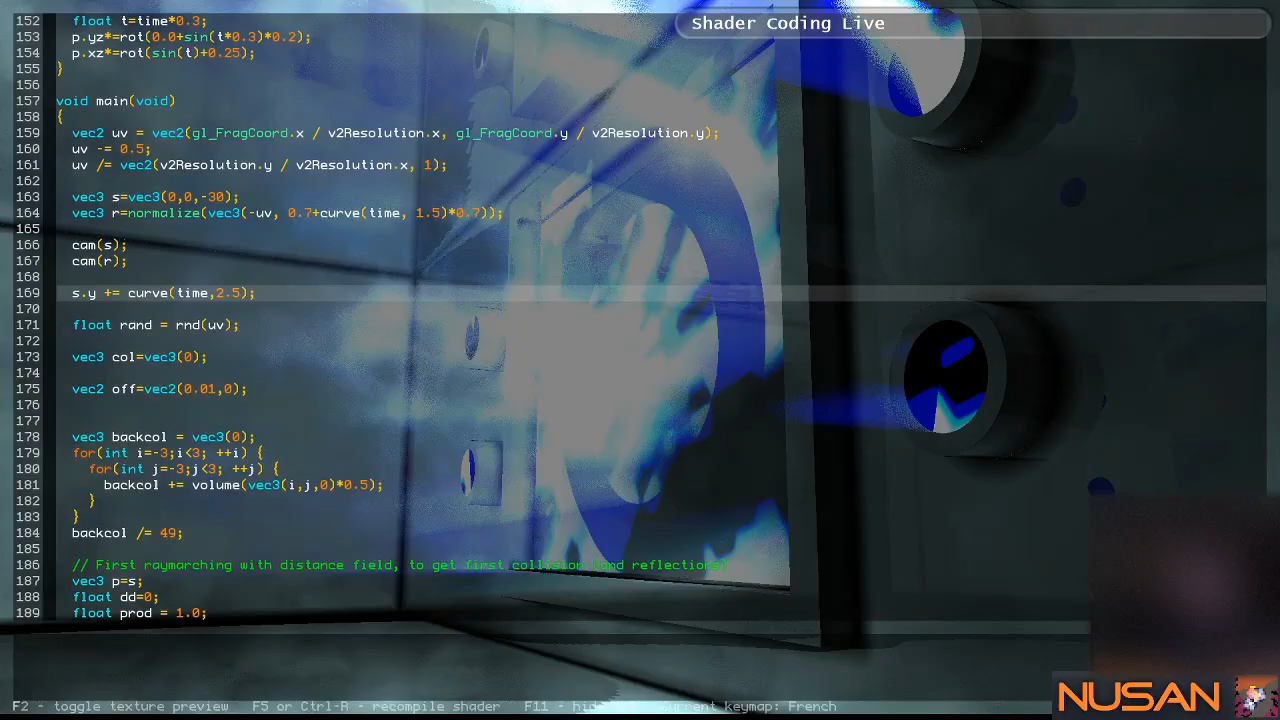 Shader Coding Live
152   float t=time*0.3;
153   p.yz*=rot(0.0+sin(t*0.3)*0.2);
154   p.xz*=rot(sin(t)+0.25);
155 }
156
157 void main(void)
158 {
159   vec2 uv = vec2(gl_FragCoord.x / v2Resolution.x, gl_FragCoord.y / v2Resolution.y);
160   uv -= 0.5;
161   uv /= vec2(v2Resolution.y / v2Resolution.x, 1);
162
163   vec3 s=vec3(0,0,-30);
164   vec3 r=normalize(vec3(-uv, 0.7+curve(time, 1.5)*0.7));
165
166   cam(s);
167   cam(r);
168
169   s.y += curve(time,2.5);
170
171   float rand = rnd(uv);
172
173   vec3 col=vec3(0);
174
175   vec2 off=vec2(0.01,0);
176
177
178   vec3 backcol = vec3(0);
179   for(int i=-3;i<3; ++i) {
180     for(int j=-3;j<3; ++j) {
181       backcol += volume(vec3(i,j,0)*0.5);
182     }
183   }
184   backcol /= 49;
185
186   // First raymarching with distance field, to get first collision (and reflections)
187   vec3 p=s;
188   float dd=0;
189   float prod = 1.0;
F2 - toggle texture preview   F5 or Ctrl-R - recompile shader   F11 - Current keymap: French
NUSAN